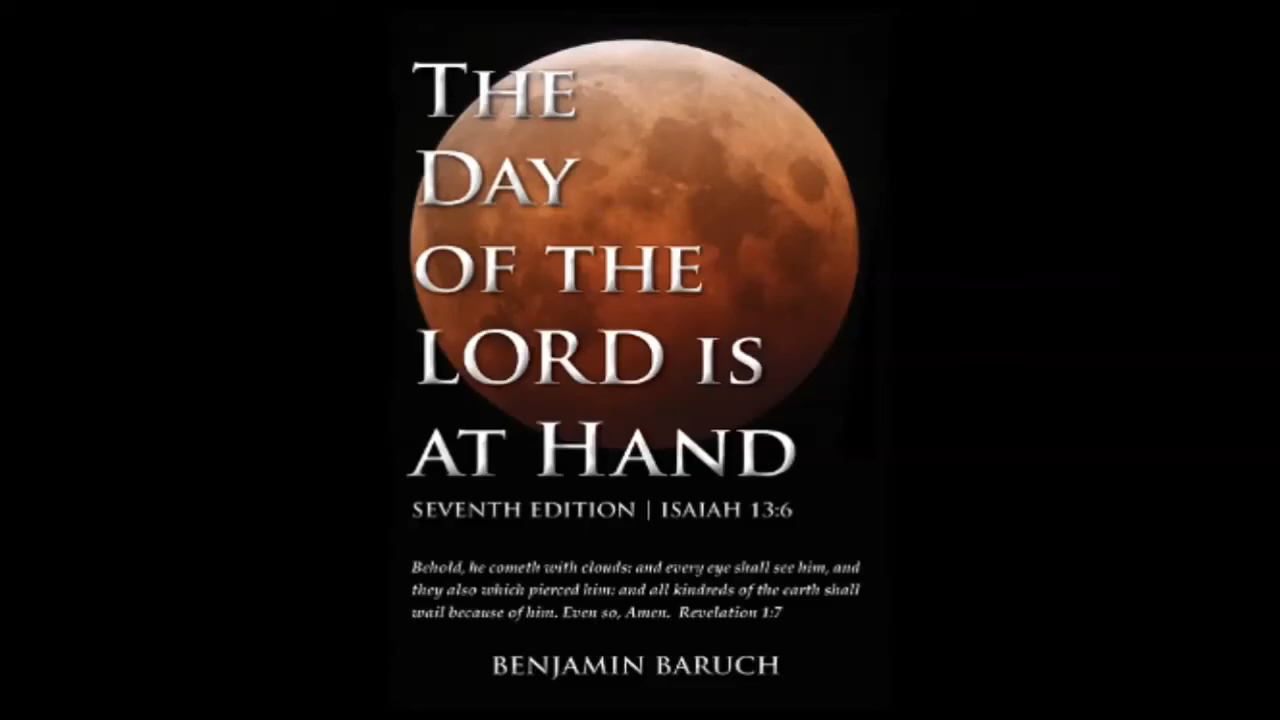 THE
DAY
OF THE
LORD IS
AT HAND
SEVENTH EDITION | ISAIAH 13:6
Behold, he cometh with clouds: and every eye shall see him, and
they also which pierced him: and all kindreds of the earth shall
wail because of him. Even so, Amen. Revelation 1:7
BENJAMIN BARUCH